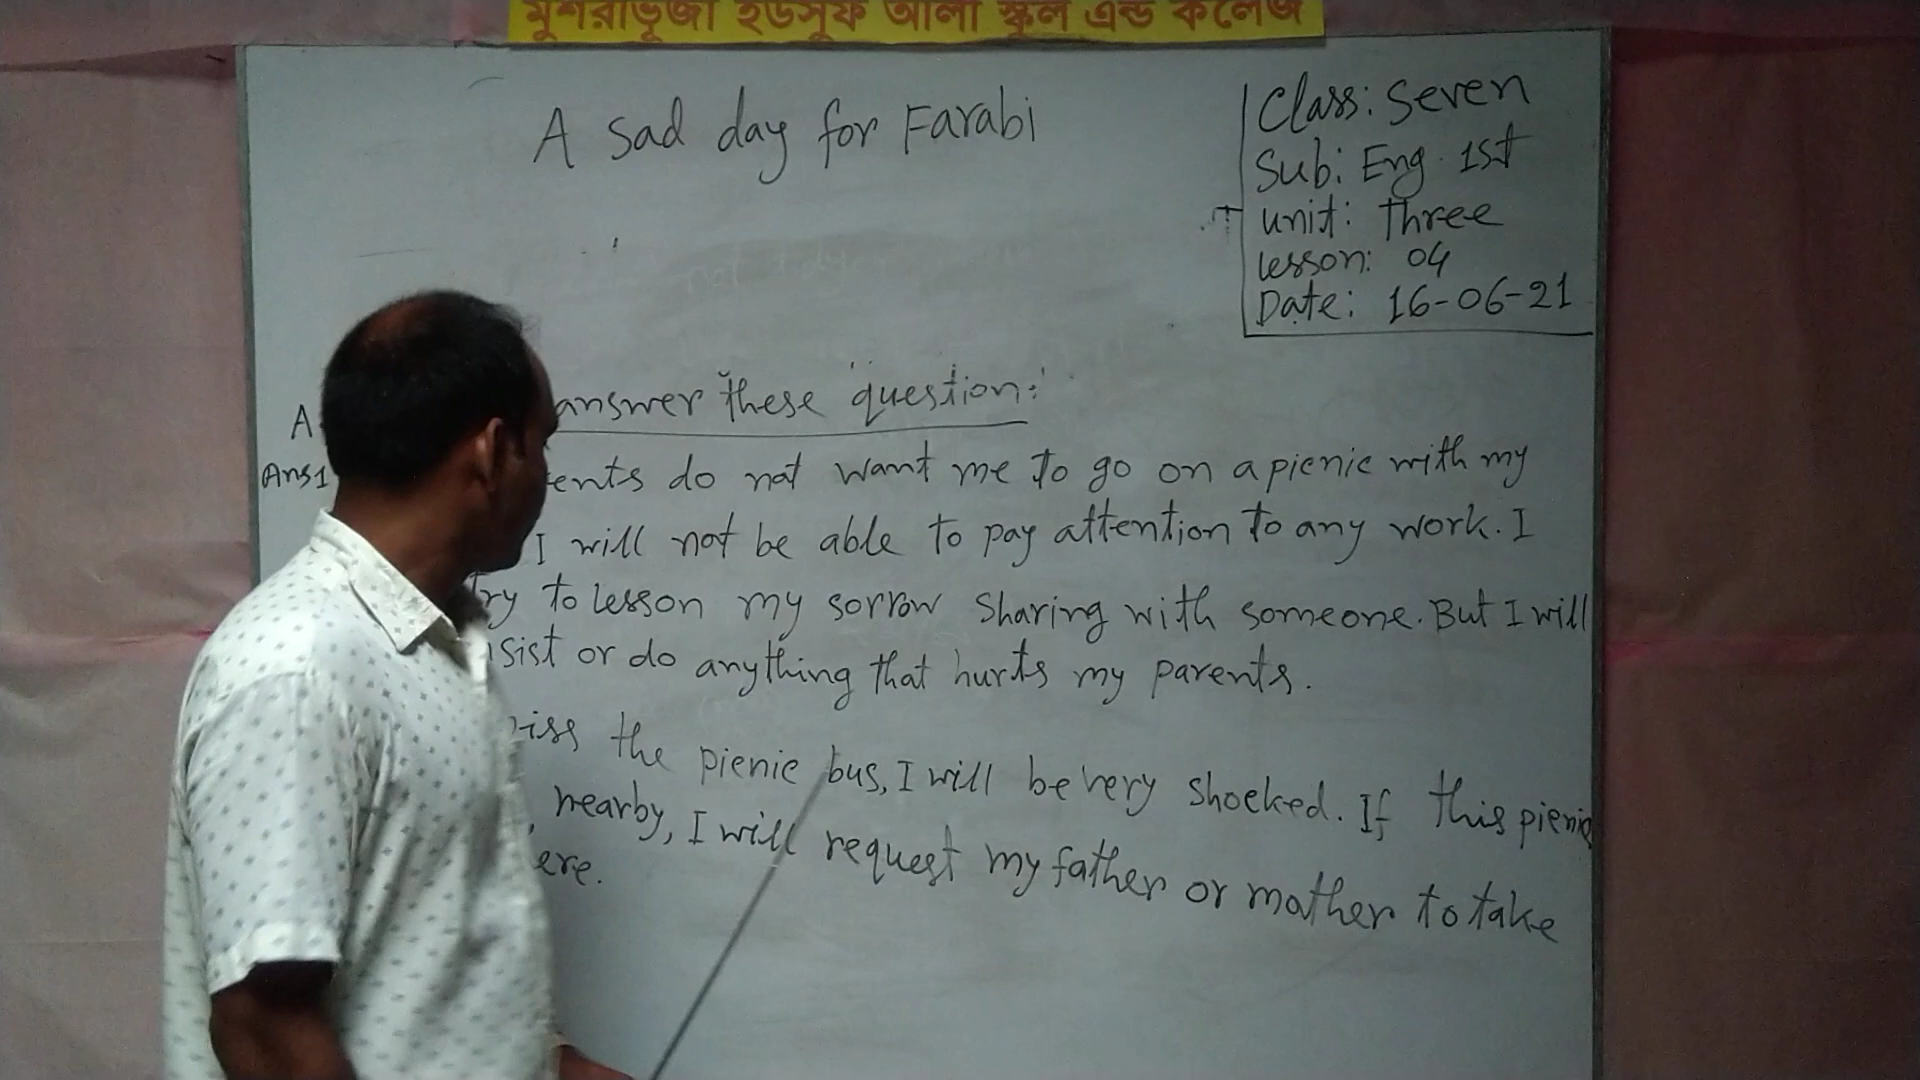 মুশরীভূজা ইউসুফ আলী স্কুল এন্ড কলেজ
A sad day for Farabi
Class: Seven
Sub: Eng 1st
unit: Three
Lesson: 04
Date: 16-06-21
A answer these question:
Ans1 ents do not want me to go on a picnic with my
I will not be able to pay attention to any work. I
ry to lesson my sorrow sharing with someone. But I will
sist or do anything that hurts my parents.
iss the picnic bus, I will be very shocked. If this picnic
nearby, I will request my father or mother to take
ere.